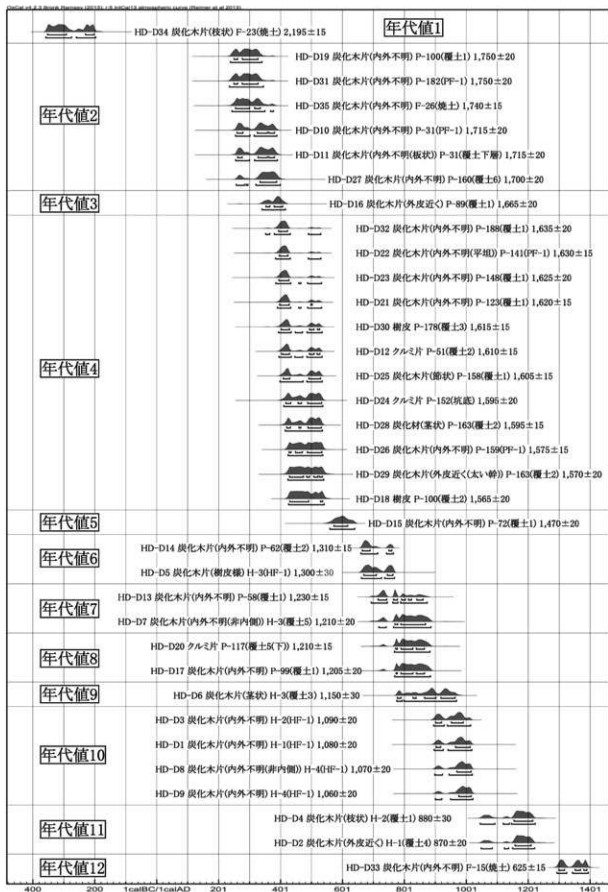 OxCal v4.2.3 Bronk Ramsey (2013); r:5 IntCal13 atmospheric curve (Reimer et al 2013)
年代値1
HD-D34 炭化木片(枝状) F-23(焼土) 2,195±15
年代値2
HD-D19 炭化木片(内外不明) P-100(覆土1) 1,750±20
HD-D31 炭化木片(内外不明) P-182(PF-1) 1,750±20
HD-D35 炭化木片(内外不明) F-26(焼土) 1,740±15
HD-D10 炭化木片(内外不明) P-31(PF-1) 1,715±20
HD-D11 炭化木片(内外不明(板状)) P-31(覆土下層) 1,715±20
HD-D27 炭化木片(内外不明) P-160(覆土6) 1,700±20
年代値3
HD-D16 炭化木片(外皮近く) P-89(覆土1) 1,665±20
年代値4
HD-D32 炭化木片(内外不明) P-188(覆土1) 1,635±20
HD-D22 炭化木片(内外不明(平坦)) P-141(PF-1) 1,630±15
HD-D23 炭化木片(内外不明) P-148(覆土1) 1,625±20
HD-D21 炭化木片(内外不明) P-123(覆土1) 1,620±15
HD-D30 樹皮 P-178(覆土3) 1,615±15
HD-D12 クルミ片 P-51(覆土2) 1,610±15
HD-D25 炭化木片(節状) P-158(覆土1) 1,605±15
HD-D24 クルミ片 P-152(坑底) 1,595±20
HD-D28 炭化材(茎状) P-163(覆土2) 1,595±15
HD-D26 炭化木片(内外不明) P-159(PF-1) 1,575±15
HD-D29 炭化木片(外皮近く(太い幹)) P-163(覆土2) 1,570±20
HD-D18 樹皮 P-100(覆土2) 1,565±20
年代値5
HD-D15 炭化木片(内外不明) P-72(覆土1) 1,470±20
年代値6
HD-D14 炭化木片(内外不明) P-62(覆土2) 1,310±15
HD-D5 炭化木片(樹皮様) H-3(HF-1) 1,300±30
年代値7
HD-D13 炭化木片(内外不明) P-58(覆土1) 1,230±15
HD-D7 炭化木片(内外不明(非内側)) H-3(覆土5) 1,210±20
年代値8
HD-D20 クルミ片 P-117(覆土5(下)) 1,210±15
HD-D17 炭化木片(内外不明) P-99(覆土1) 1,205±20
年代値9
HD-D6 炭化木片(茎状) H-3(覆土3) 1,150±30
年代値10
HD-D3 炭化木片(内外不明) H-2(HF-1) 1,090±20
HD-D1 炭化木片(内外不明) H-1(HF-1) 1,080±20
HD-D8 炭化木片(内外不明(非内側)) H-4(HF-1) 1,070±20
HD-D9 炭化木片(内外不明) H-4(HF-1) 1,060±20
年代値11
HD-D4 炭化木片(枝状) H-2(覆土1) 880±30
HD-D2 炭化木片(外皮近く) H-1(覆土4) 870±20
年代値12
HD-D33 炭化木片(内外不明) F-15(焼土) 625±15
400 200 1calBC/1calAD 201 401 601 801 1001 1201 1401